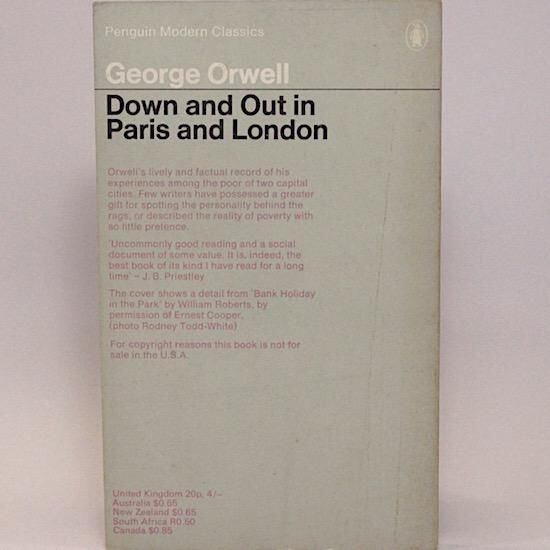 Penguin Modern Classics
George Orwell
Down and Out in
Paris and London
Orwell's lively and factual record of his
experiences among the poor of two capital
cities. Few writers have possessed a greater
gift for spotting the personality behind the
rags, or described the reality of poverty with
so little pretence.
'Uncommonly good reading and a social
document of some value. It is, indeed, the
best book of its kind I have read for a long
time' – J. B. Priestley
The cover shows a detail from 'Bank Holiday
in the Park' by William Roberts, by
permission of Ernest Cooper.
(photo Rodney Todd-White)
For copyright reasons this book is not for
sale in the U.S.A.
United Kingdom 20p, 4/–
Australia $0.65
New Zealand $0.65
South Africa R0.50
Canada $0.85